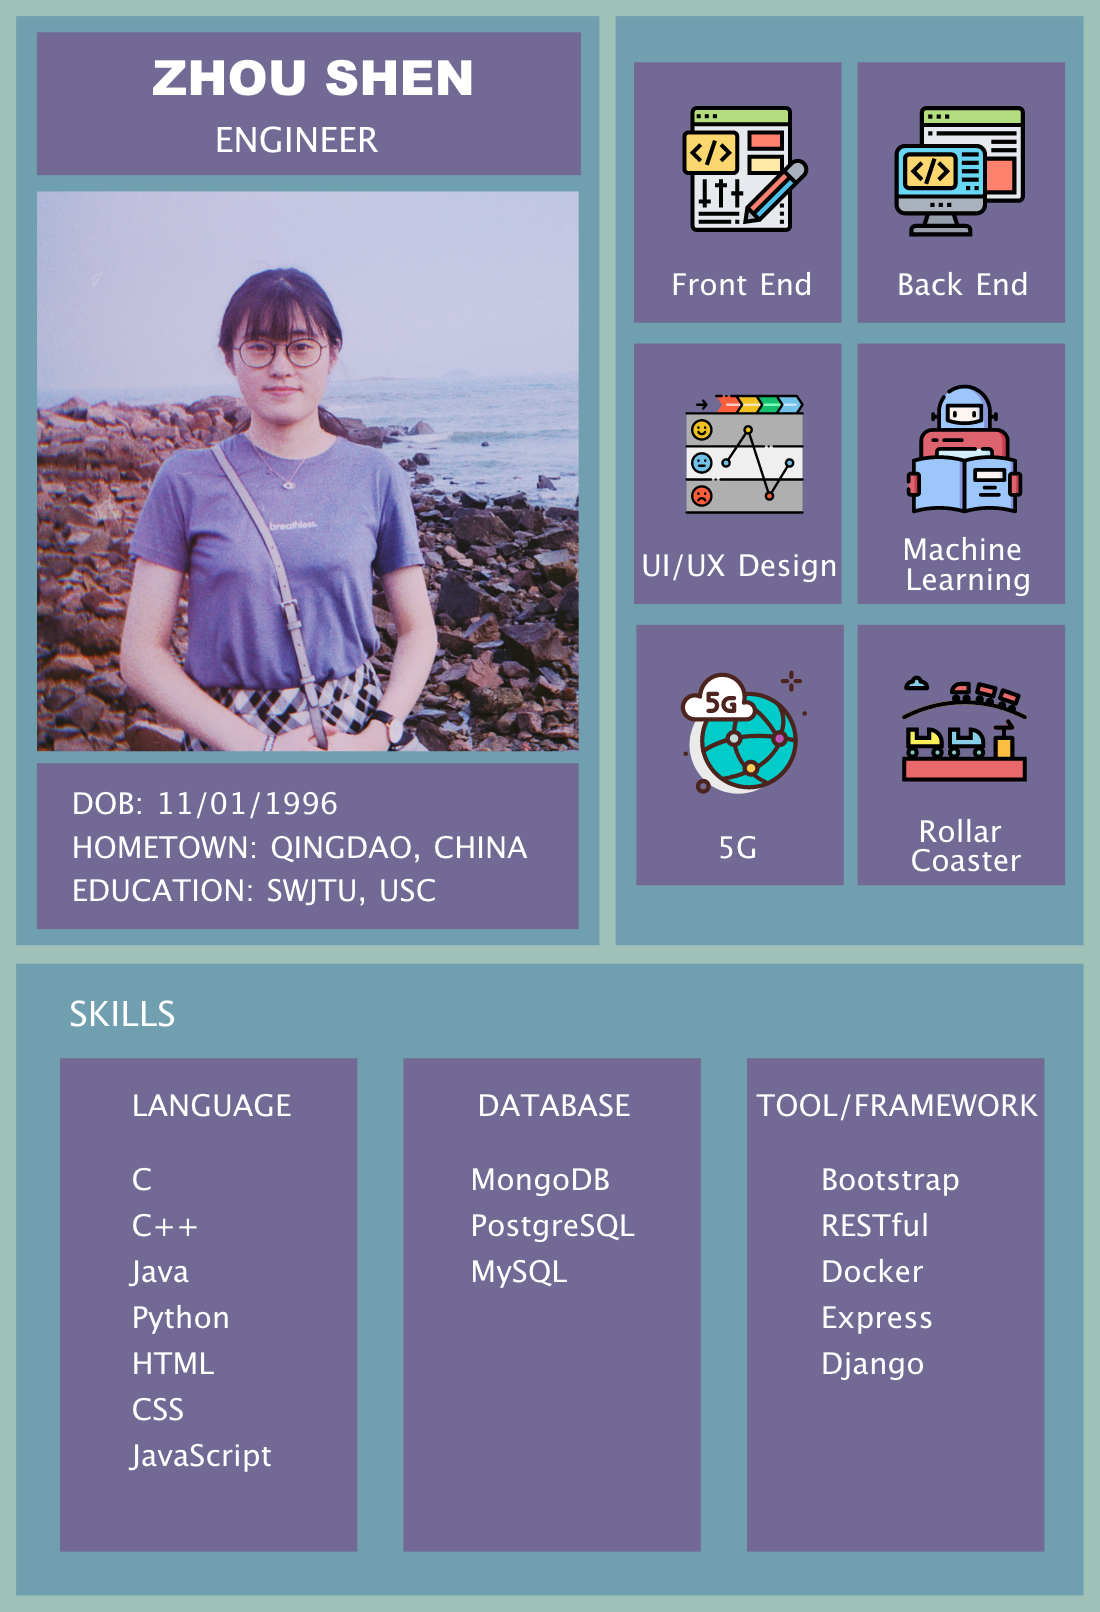 ZHOU SHEN
ENGINEER
breathless.
DOB: 11/01/1996
HOMETOWN: QINGDAO, CHINA
EDUCATION: SWJTU, USC
</>
Front End
</>
Back End
UI/UX Design
Machine
Learning
5G
5G
Rollar
Coaster
SKILLS
LANGUAGE
C
C++
Java
Python
HTML
CSS
JavaScript
DATABASE
MongoDB
PostgreSQL
MySQL
TOOL/FRAMEWORK
Bootstrap
RESTful
Docker
Express
Django